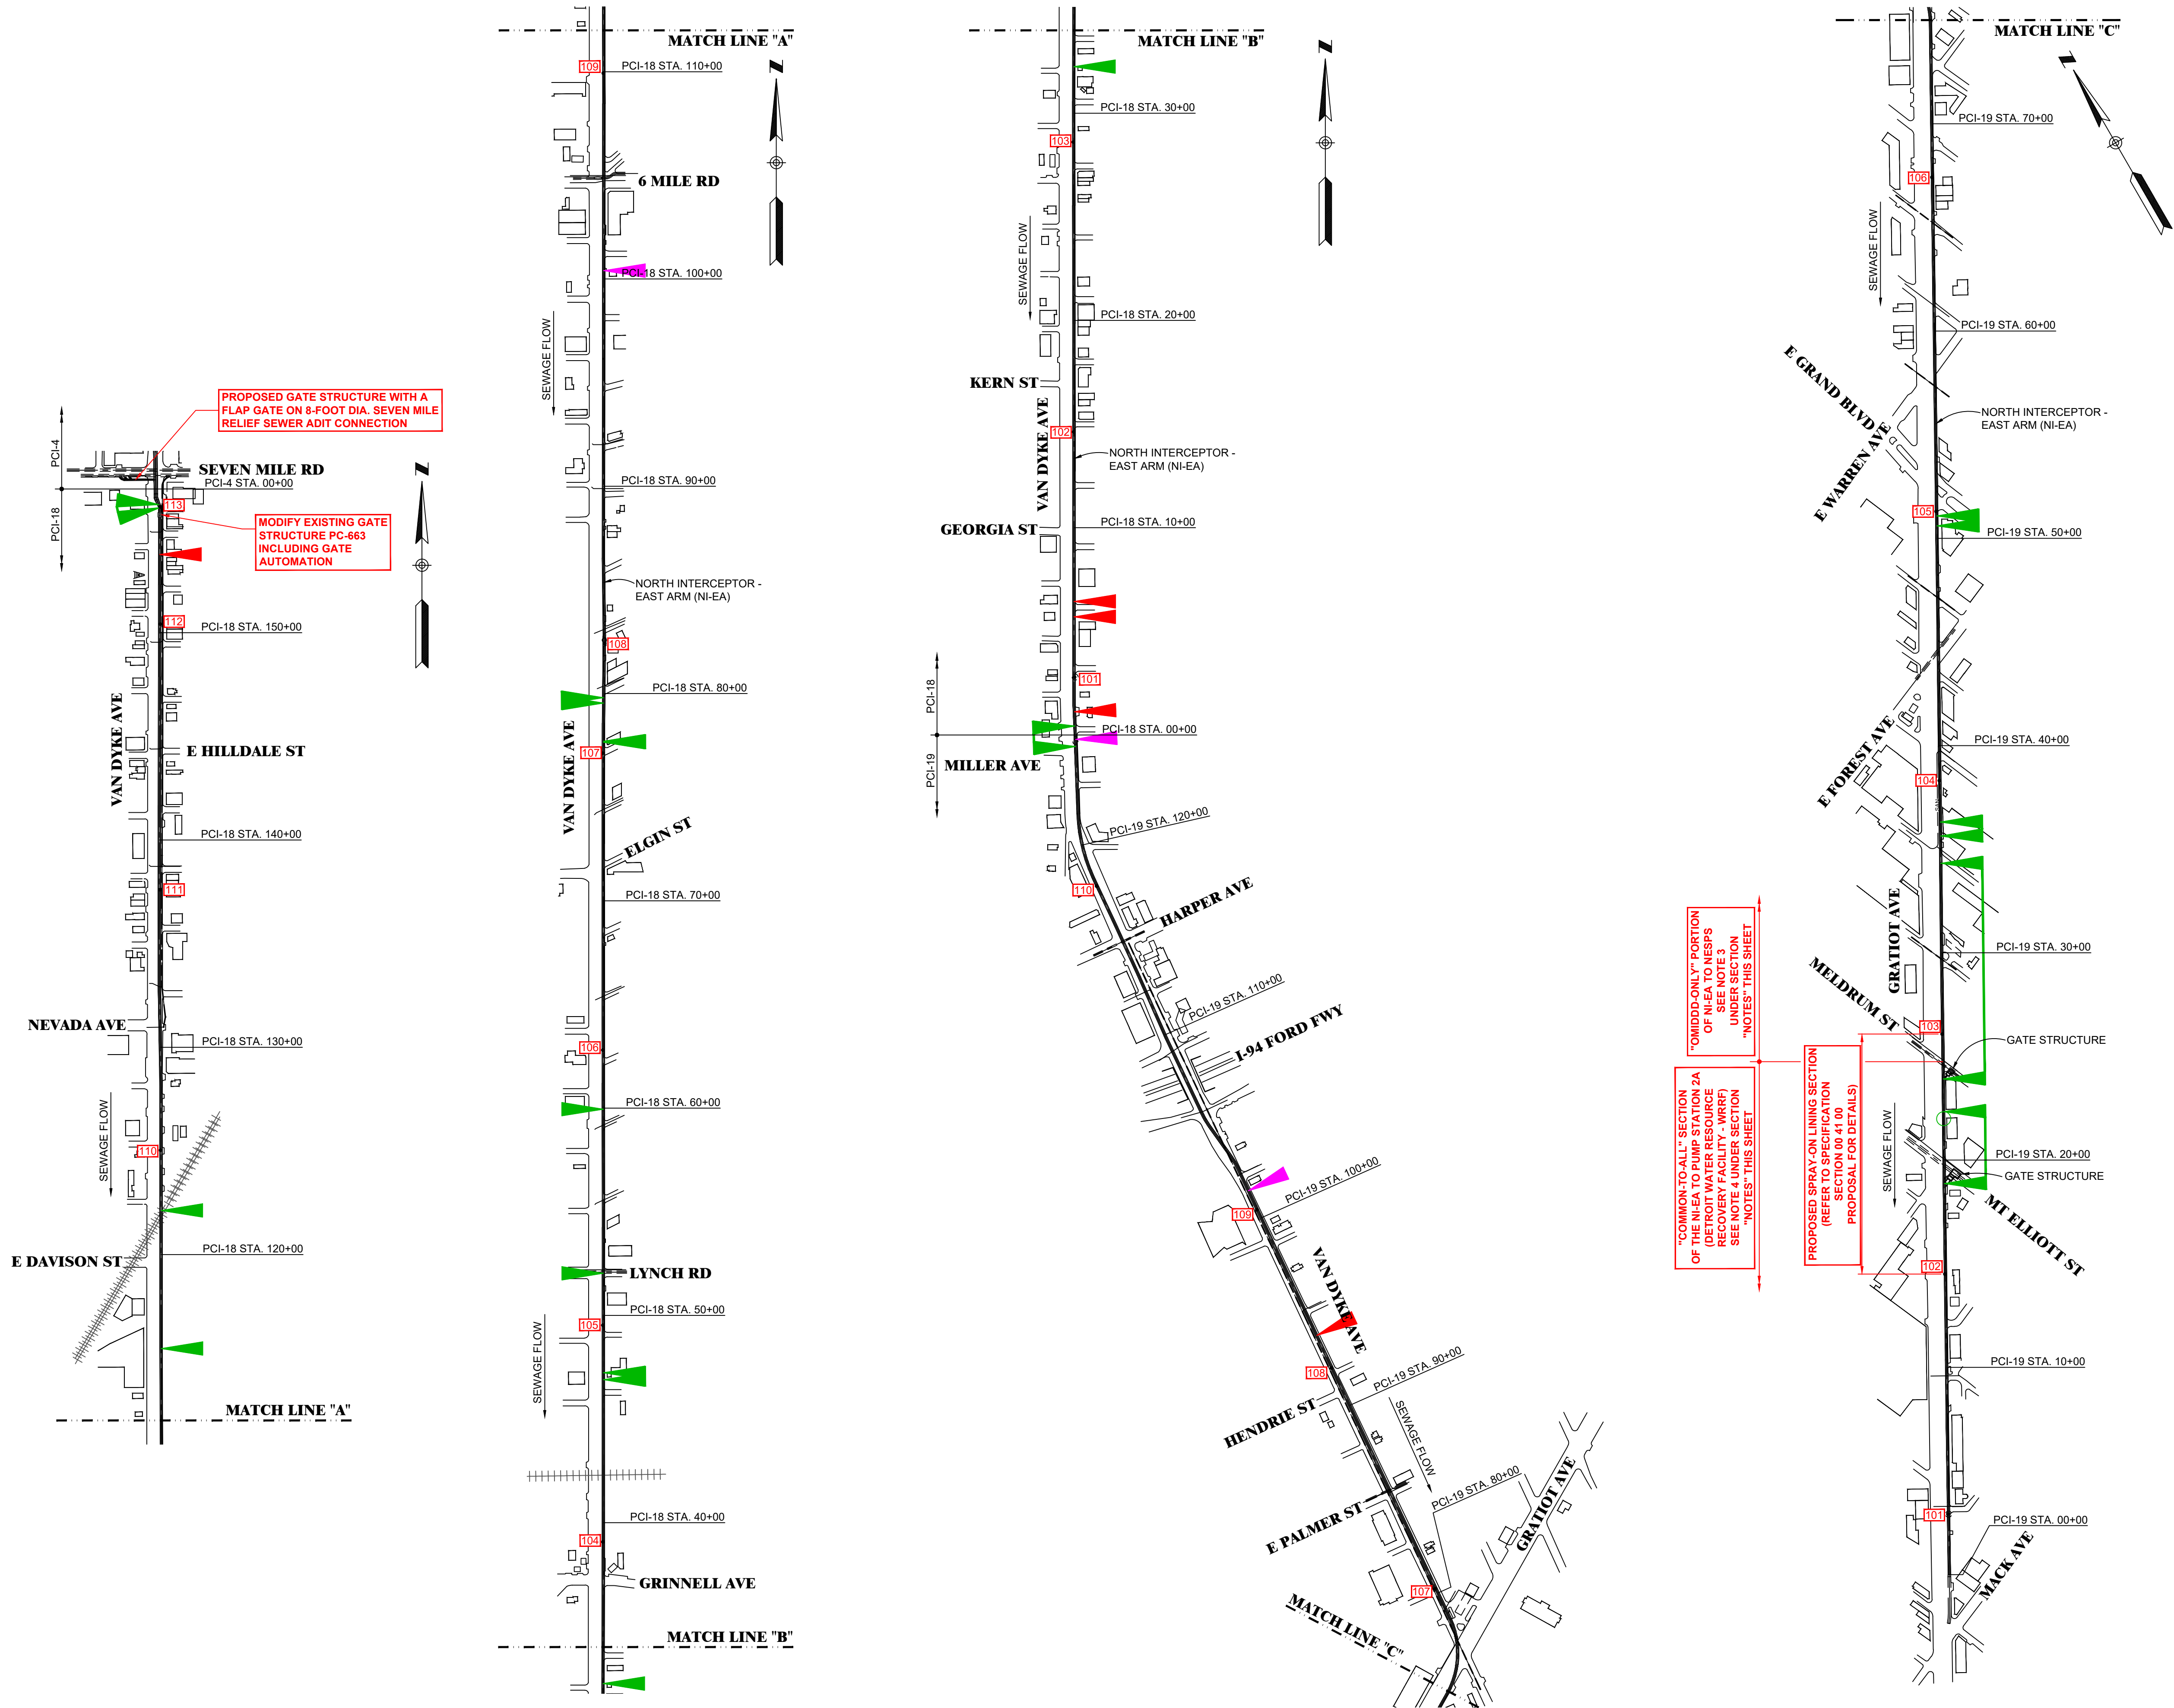 PCI-4
PCI-18
PROPOSED GATE STRUCTURE WITH A
FLAP GATE ON 8-FOOT DIA. SEVEN MILE
RELIEF SEWER ADIT CONNECTION
SEVEN MILE RD
PCI-4 STA. 00+00
N
113
MODIFY EXISTING GATE
STRUCTURE PC-663
INCLUDING GATE
AUTOMATION
112
PCI-18 STA. 150+00
VAN DYKE AVE
E HILLDALE ST
PCI-18 STA. 140+00
111
NEVADA AVE
PCI-18 STA. 130+00
SEWAGE FLOW
110
E DAVISON ST
PCI-18 STA. 120+00
MATCH LINE "A"
MATCH LINE "A"
109
PCI-18 STA. 110+00
N
6 MILE RD
PCI-18 STA. 100+00
SEWAGE FLOW
PCI-18 STA. 90+00
NORTH INTERCEPTOR -
EAST ARM (NI-EA)
108
PCI-18 STA. 80+00
VAN DYKE AVE
107
ELGIN ST
PCI-18 STA. 70+00
106
PCI-18 STA. 60+00
LYNCH RD
PCI-18 STA. 50+00
105
SEWAGE FLOW
PCI-18 STA. 40+00
104
GRINNELL AVE
MATCH LINE "B"
MATCH LINE "B"
N
PCI-18 STA. 30+00
103
SEWAGE FLOW
PCI-18 STA. 20+00
KERN ST
VAN DYKE AVE
102
NORTH INTERCEPTOR -
EAST ARM (NI-EA)
GEORGIA ST
PCI-18 STA. 10+00
101
PCI-18
PCI-19
PCI-18 STA. 00+00
MILLER AVE
PCI-19 STA. 120+00
110
HARPER AVE
PCI-19 STA. 110+00
I-94 FORD FWY
PCI-19 STA. 100+00
109
VAN DYKE AVE
108
PCI-19 STA. 90+00
HENDRIE ST
SEWAGE FLOW
PCI-19 STA. 80+00
E PALMER ST
GRATIOT AVE
107
MATCH LINE "C"
MATCH LINE "C"
N
PCI-19 STA. 70+00
106
SEWAGE FLOW
PCI-19 STA. 60+00
E GRAND BLVD
E WARREN AVE
NORTH INTERCEPTOR -
EAST ARM (NI-EA)
105
PCI-19 STA. 50+00
E FOREST AVE
PCI-19 STA. 40+00
104
GRATIOT AVE
PCI-19 STA. 30+00
MELDRUM ST
103
GATE STRUCTURE
"OMIDDD-ONLY" PORTION
OF NI-EA TO NESPS
SEE NOTE 3
UNDER SECTION
"NOTES" THIS SHEET
"COMMON-TO-ALL" SECTION
OF THE NI-EA TO PUMP STATION 2A
(DETROIT WATER RESOURCE
RECOVERY FACILITY - WRRF)
SEE NOTE 4 UNDER SECTION
"NOTES" THIS SHEET
PROPOSED SPRAY-ON LINING SECTION
(REFER TO SPECIFICATION
SECTION 00 41 00
PROPOSAL FOR DETAILS)
SEWAGE FLOW
PCI-19 STA. 20+00
GATE STRUCTURE
MT ELLIOTT ST
102
PCI-19 STA. 10+00
101
PCI-19 STA. 00+00
MACK AVE